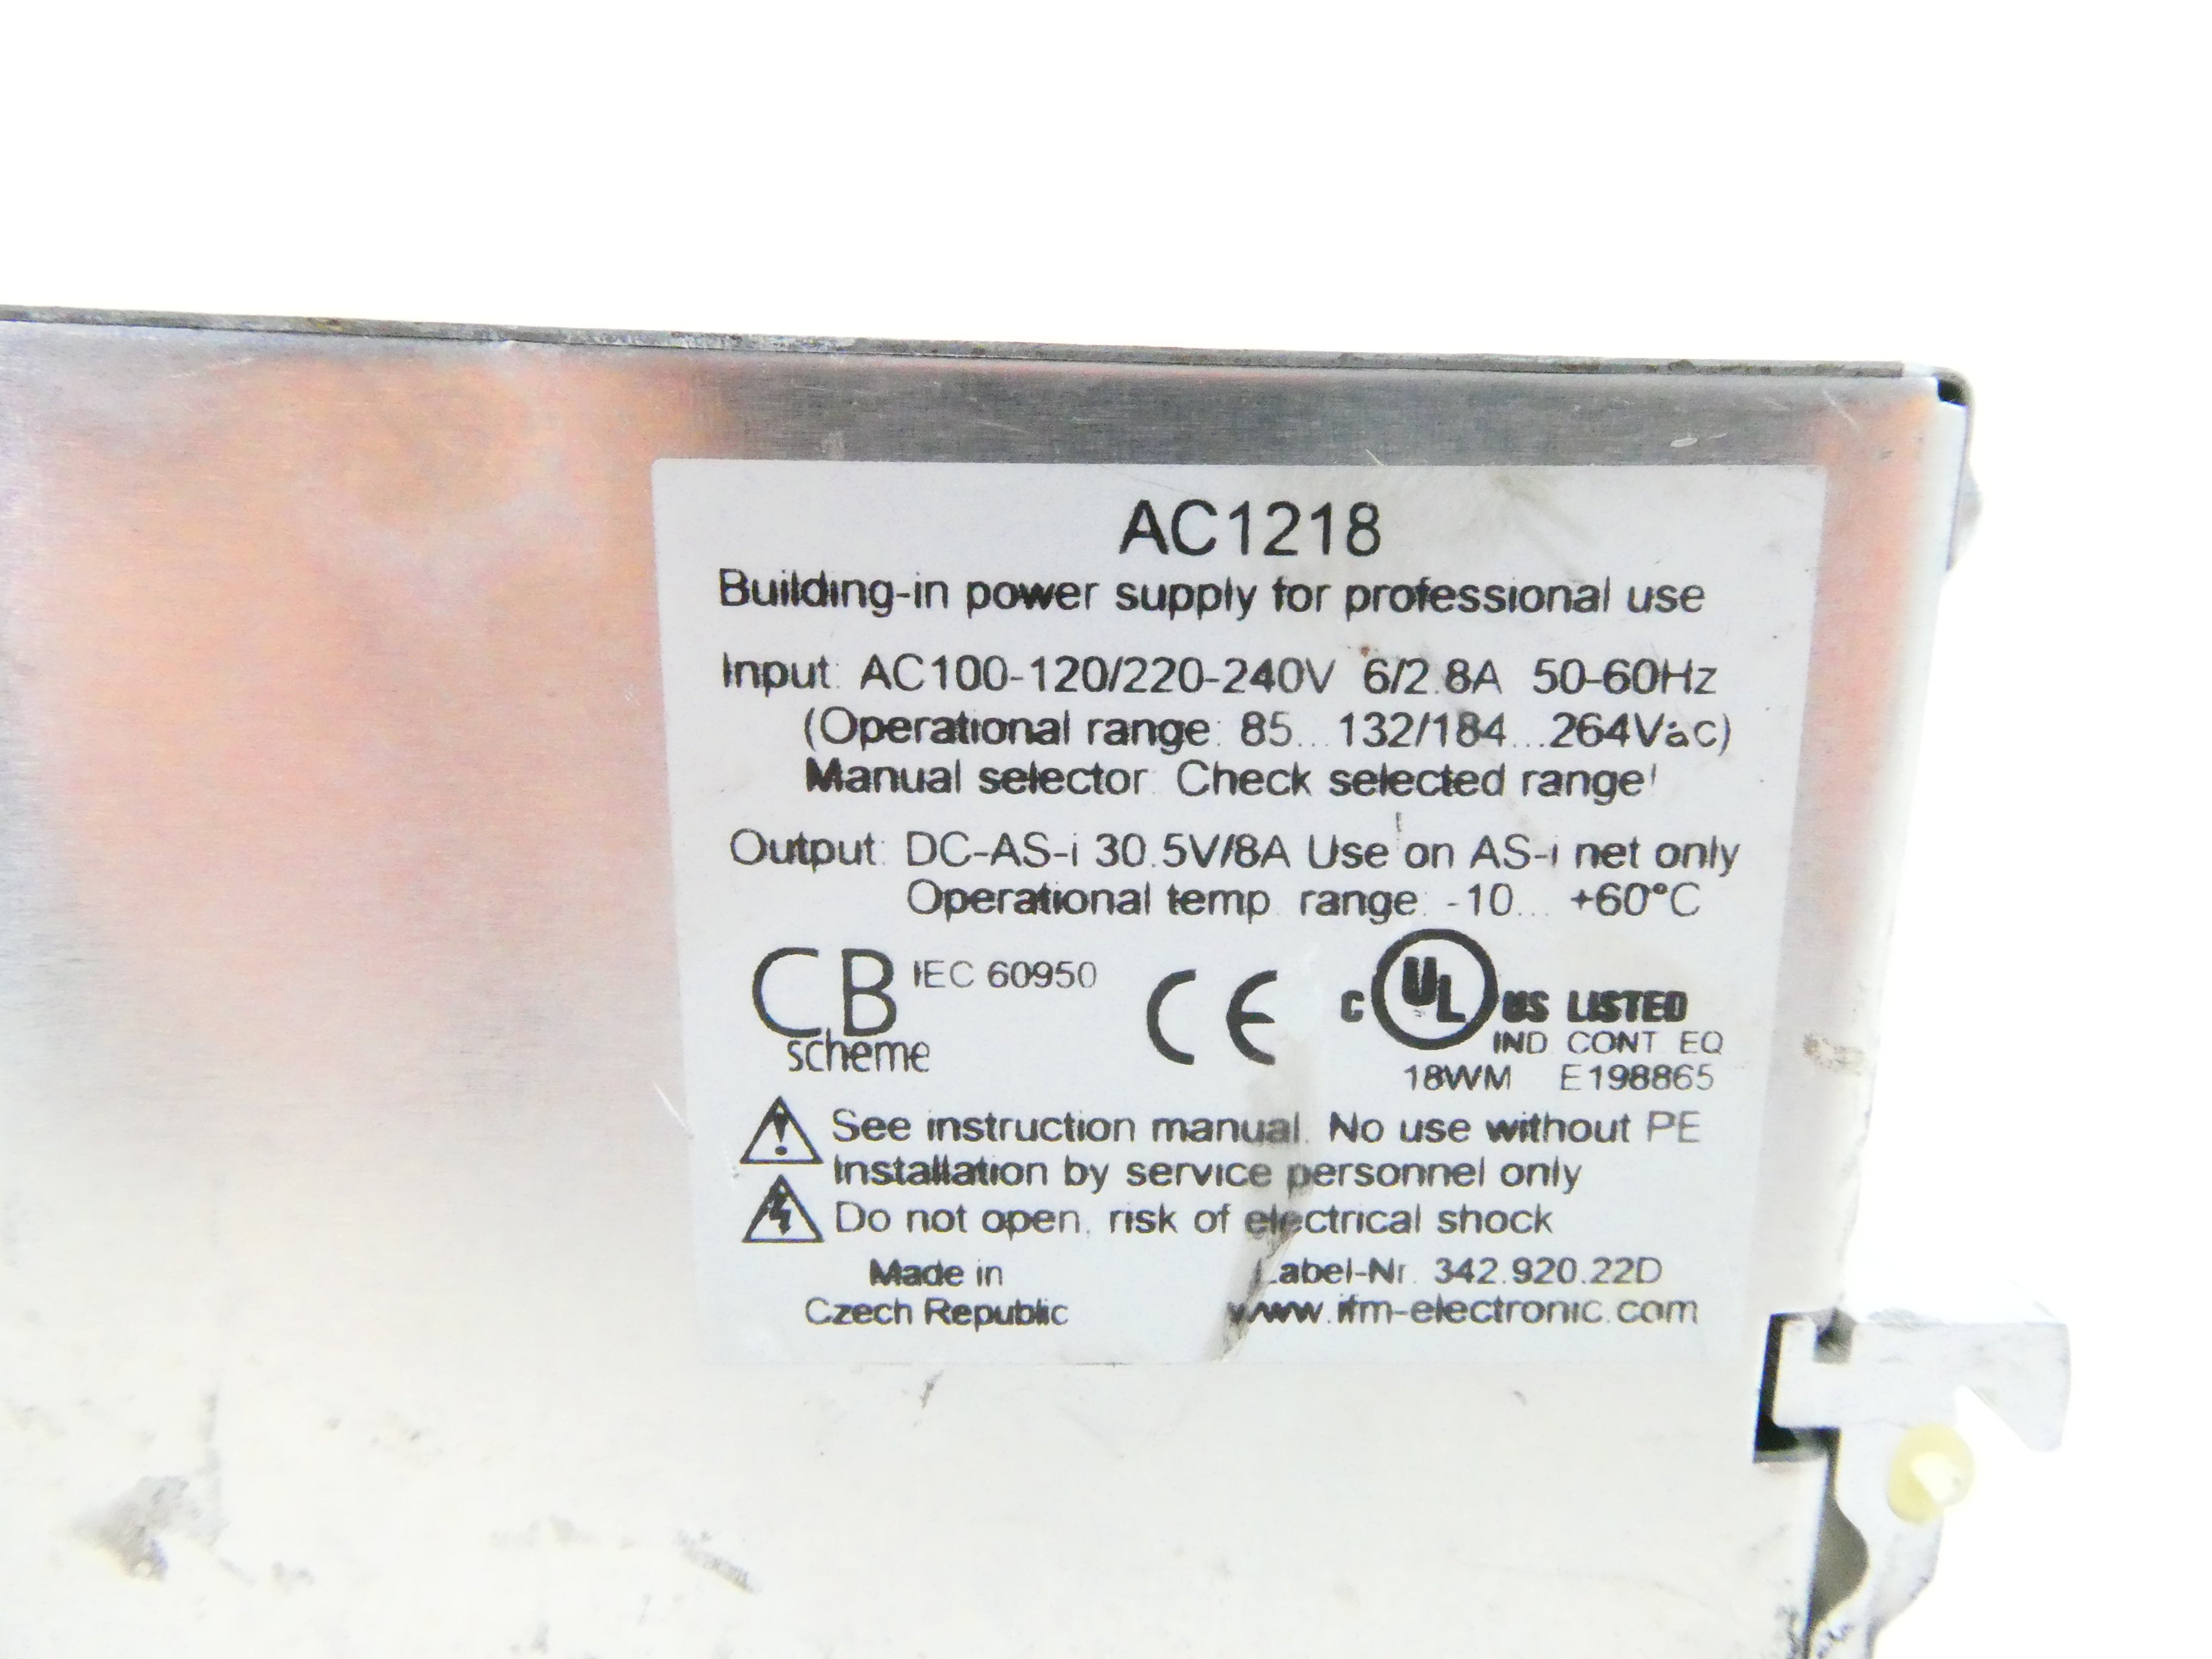 AC1218
Building-in power supply for professional use
Input: AC100-120/220-240V 6/2.8A 50-60Hz
(Operational range: 85...132/184...264Vac)
Manual selector. Check selected range!
Output: DC-AS-i 30.5V/8A Use on AS-i net only
Operational temp. range: -10... +60°C
CB scheme IEC 60950
CE
C UL US LISTED
IND. CONT. EQ.
18WM E198865
See instruction manual. No use without PE
Installation by service personnel only
Do not open, risk of electrical shock
Made in
Czech Republic
Label-Nr. 342.920.22D
www.ifm-electronic.com